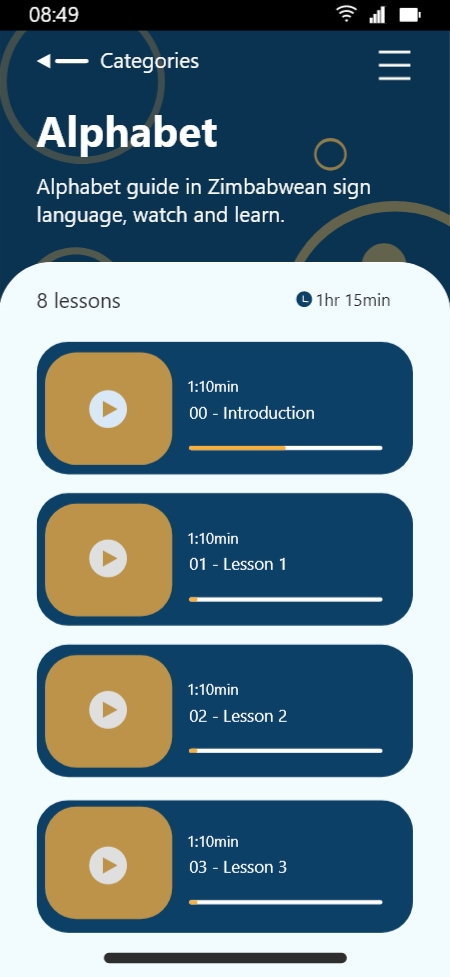 08:49
Categories
Alphabet
Alphabet guide in Zimbabwean sign
language, watch and learn.
8 lessons
1hr 15min
1:10min
00 - Introduction
1:10min
01 - Lesson 1
1:10min
02 - Lesson 2
1:10min
03 - Lesson 3